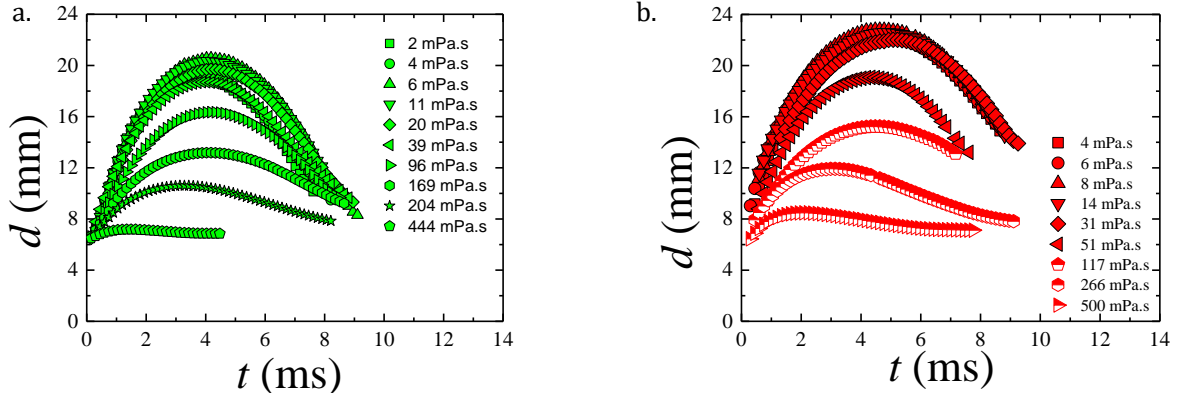 a.
24
20
16
12
8
4
0
d (mm)
0 2 4 6 8 10 12 14
t (ms)
2 mPa.s
4 mPa.s
6 mPa.s
11 mPa.s
20 mPa.s
39 mPa.s
96 mPa.s
169 mPa.s
204 mPa.s
444 mPa.s
b.
24
20
16
12
8
4
0
d (mm)
0 2 4 6 8 10 12 14
t (ms)
4 mPa.s
6 mPa.s
8 mPa.s
14 mPa.s
31 mPa.s
51 mPa.s
117 mPa.s
266 mPa.s
500 mPa.s